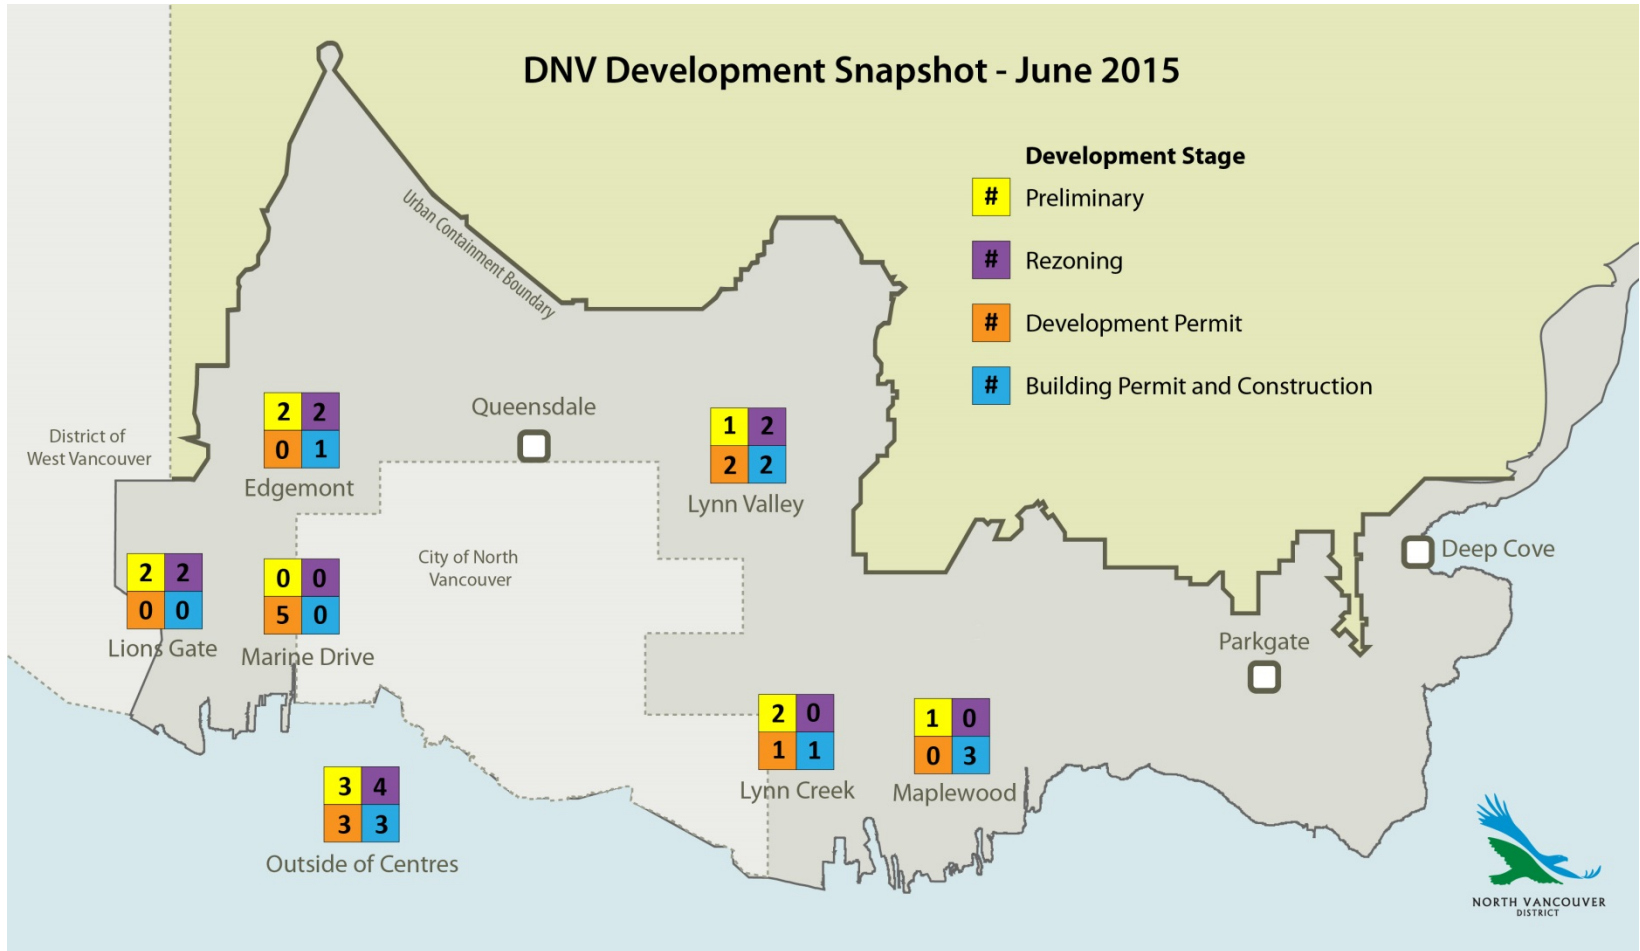 DNV Development Snapshot - June 2015
Development Stage
# Preliminary
# Rezoning
# Development Permit
# Building Permit and Construction
Urban Containment Boundary
District of
West Vancouver
2 2
0 1
Edgemont
Queensdale
1 2
2 2
Lynn Valley
City of North
Vancouver
2 2
0 0
Lions Gate
0 0
5 0
Marine Drive
Deep Cove
Parkgate
2 0
1 1
Lynn Creek
1 0
0 3
Maplewood
3 4
3 3
Outside of Centres
NORTH VANCOUVER
DISTRICT